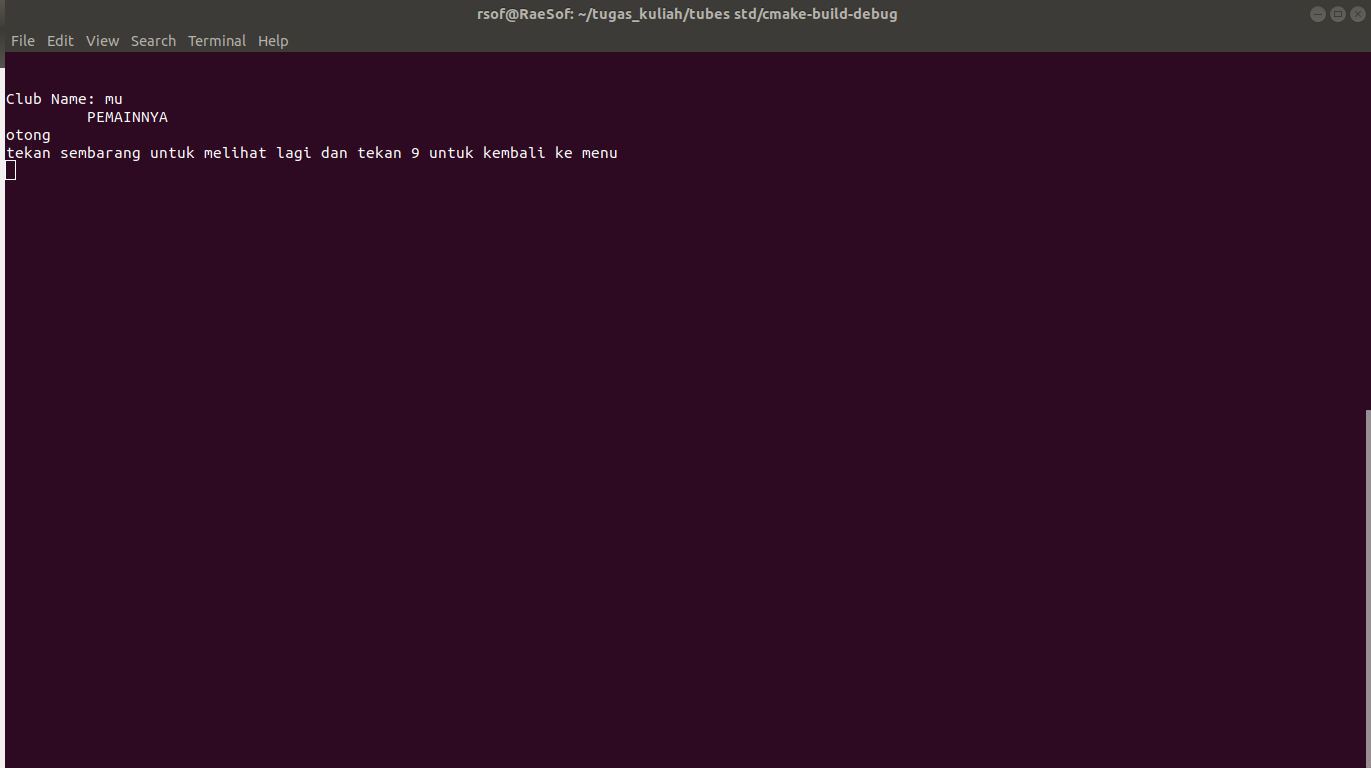 rsof@RaeSof: ~/tugas_kuliah/tubes std/cmake-build-debug
File Edit View Search Terminal Help
Club Name: mu
PEMAINNYA
otong
tekan sembarang untuk melihat lagi dan tekan 9 untuk kembali ke menu